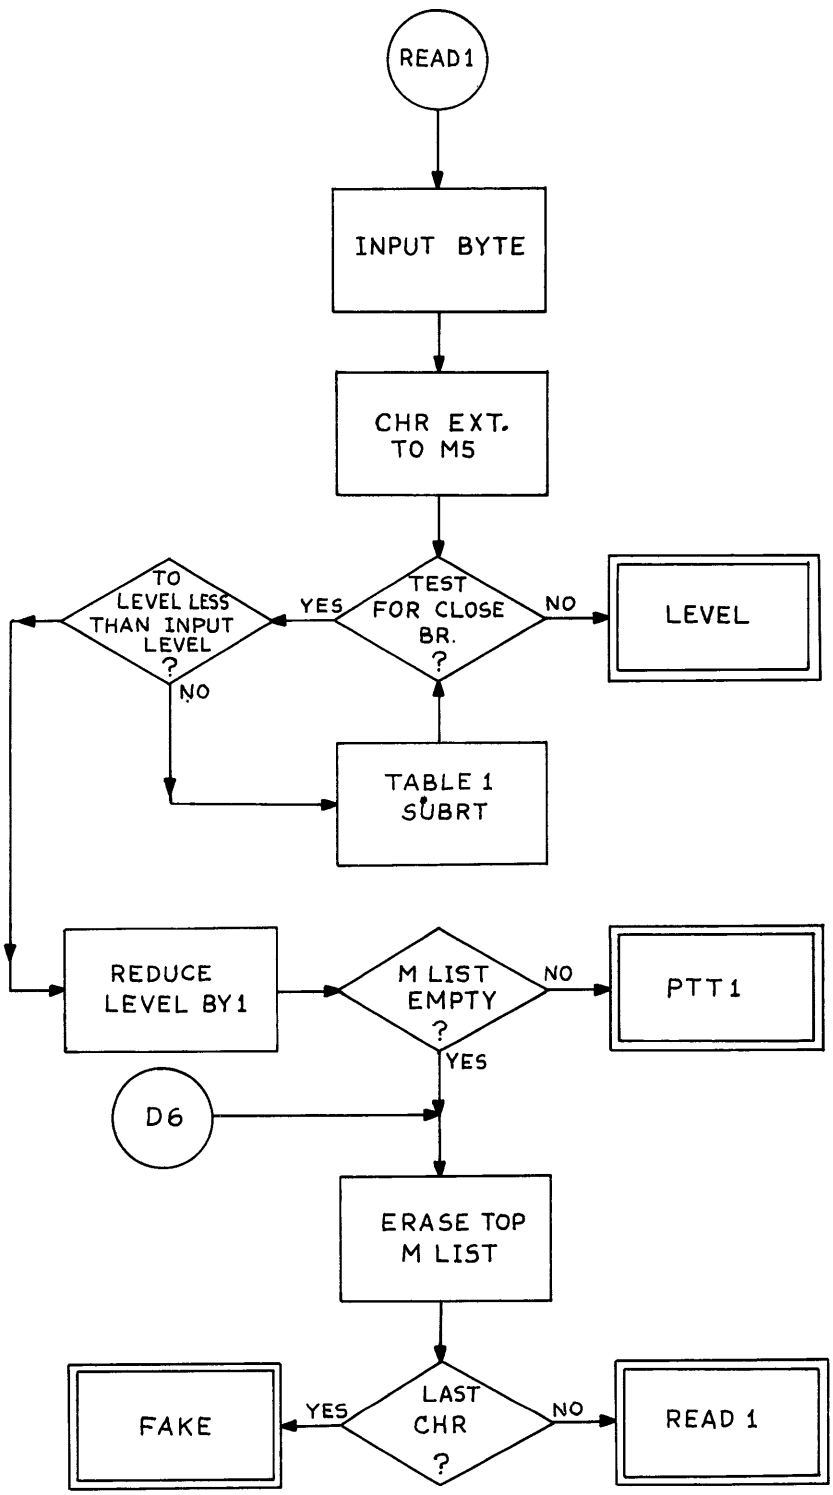 READ1
INPUT BYTE
CHR EXT.
TO M5
TO
LEVEL LESS
THAN INPUT
LEVEL
?
YES
TEST
FOR CLOSE
BR.
?
NO
LEVEL
NO
TABLE 1
SUBRT
REDUCE
LEVEL BY 1
M LIST
EMPTY
?
NO
PTT1
YES
D6
ERASE TOP
M LIST
FAKE
YES
LAST
CHR
?
NO
READ 1